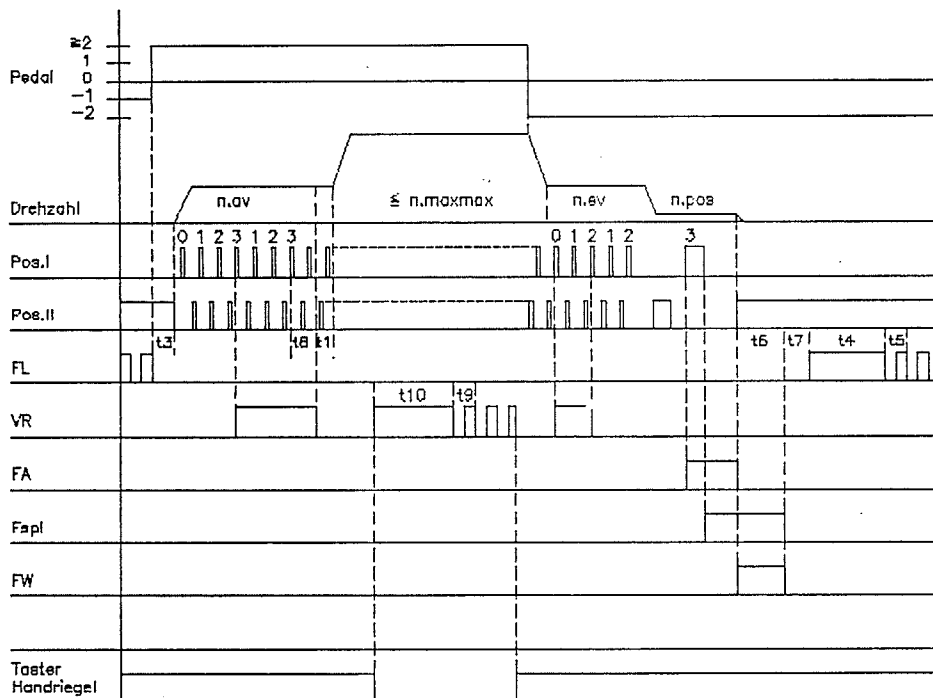 ≧2
1
Pedal 0
-1
-2
Drehzahl n.av ≦ n.maxmax n.ev n.pos
0 1 2 3 1 2 3 0 1 2 1 2 3
Pos.I
Pos.II
t3 t8 t1 t6 t7 t4 t5
FL
t10 t9
VR
FA
Fspl
FW
Taster
Handriegel